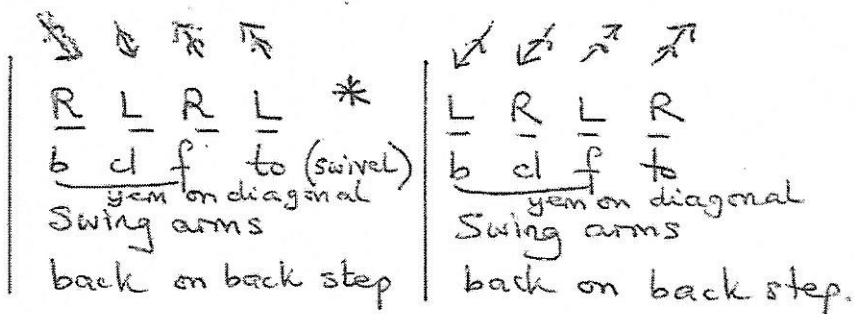 R L R L * L R L R
b cl f to (swivel) b cl f to
yem on diagonal yem on diagonal
Swing arms Swing arms
back on back step back on back step.